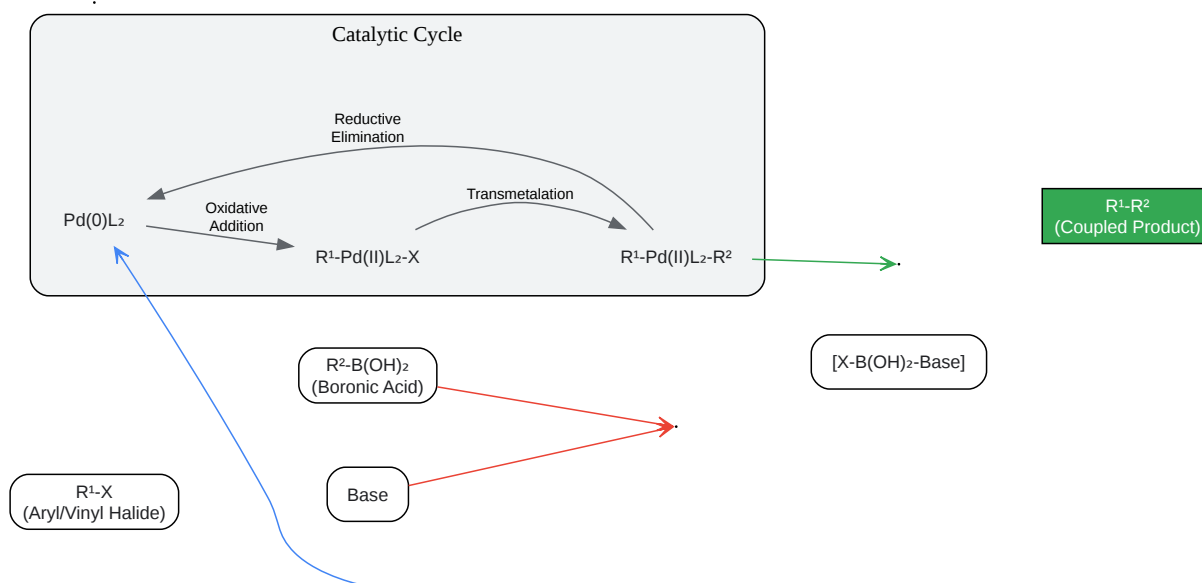 Catalytic Cycle
Reductive
Elimination
Transmetalation
Oxidative
Addition
Pd(0)L₂
R¹-Pd(II)L₂-X
R¹-Pd(II)L₂-R²
R¹-R²
(Coupled Product)
R²-B(OH)₂
(Boronic Acid)
[X-B(OH)₂-Base]
Base
R¹-X
(Aryl/Vinyl Halide)